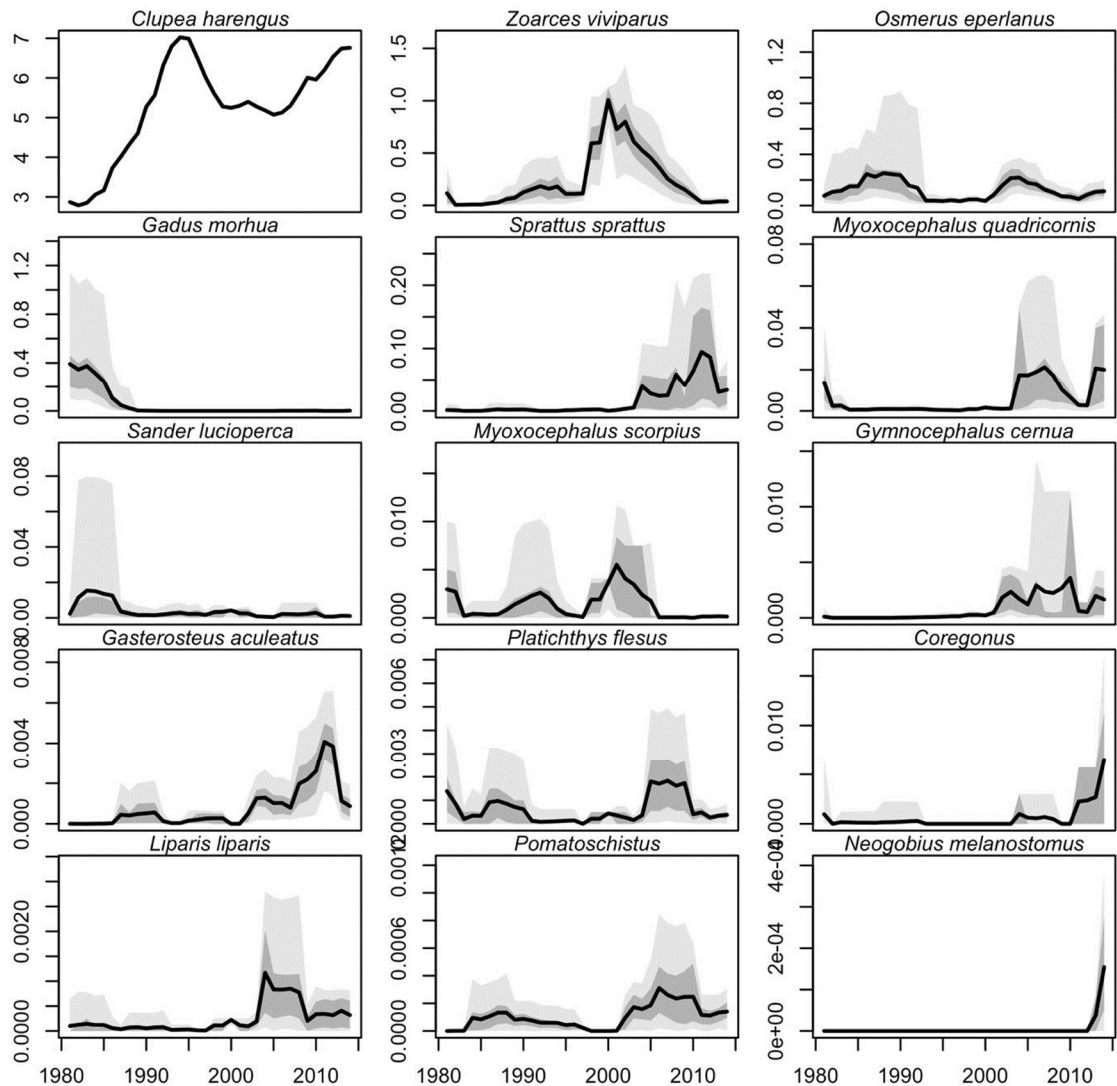 Clupea harengus
3 4 5 6 7
Zoarces viviparus
0.0 0.5 1.0 1.5
Osmerus eperlanus
0.0 0.4 0.8 1.2
Gadus morhua
0.0 0.4 0.8 1.2
Sprattus sprattus
0.00 0.10 0.20
Myoxocephalus quadricornis
0.00 0.04 0.08
Sander lucioperca
0.00 0.04 0.08
Myoxocephalus scorpius
0.000 0.010
Gymnocephalus cernua
0.000 0.010
Gasterosteus aculeatus
0.000 0.004 0.008
Platichthys flesus
0.000 0.003 0.006
Coregonus
0.000 0.010
Liparis liparis
0.0000 0.0020
Pomatoschistus
0.0000 0.0006 0.0012
Neogobius melanostomus
0e+00 2e-04 4e-04
1980 1990 2000 2010
1980 1990 2000 2010
1980 1990 2000 2010